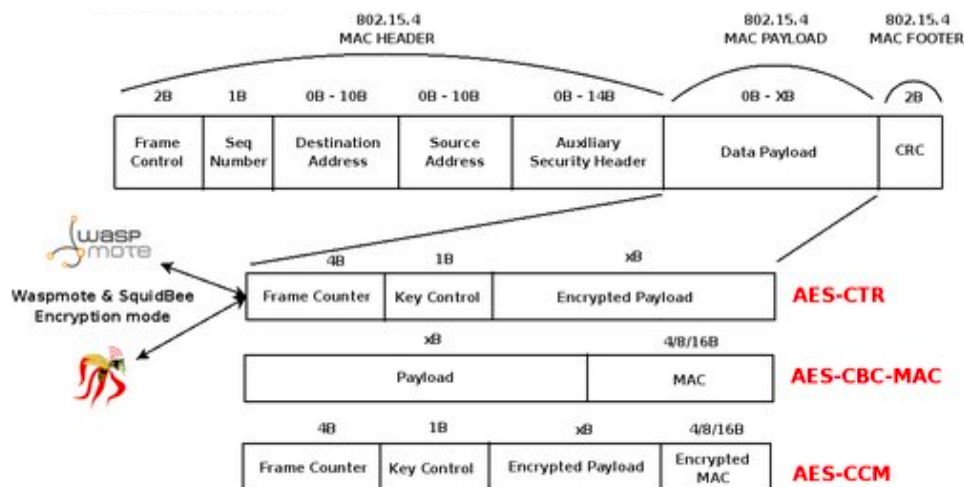 802.15.4
MAC HEADER
802.15.4
MAC PAYLOAD
802.15.4
MAC FOOTER
2B 1B 0B - 10B 0B - 10B 0B - 14B 0B - XB 2B
Frame Control
Seq Number
Destination Address
Source Address
Auxiliary Security Header
Data Payload
CRC
wasp
mote
Waspmote & SquidBee
Encryption mode
4B 1B xB
Frame Counter Key Control Encrypted Payload AES-CTR
xB 4/8/16B
Payload MAC AES-CBC-MAC
4B 1B xB 4/8/16B
Frame Counter Key Control Encrypted Payload Encrypted MAC AES-CCM